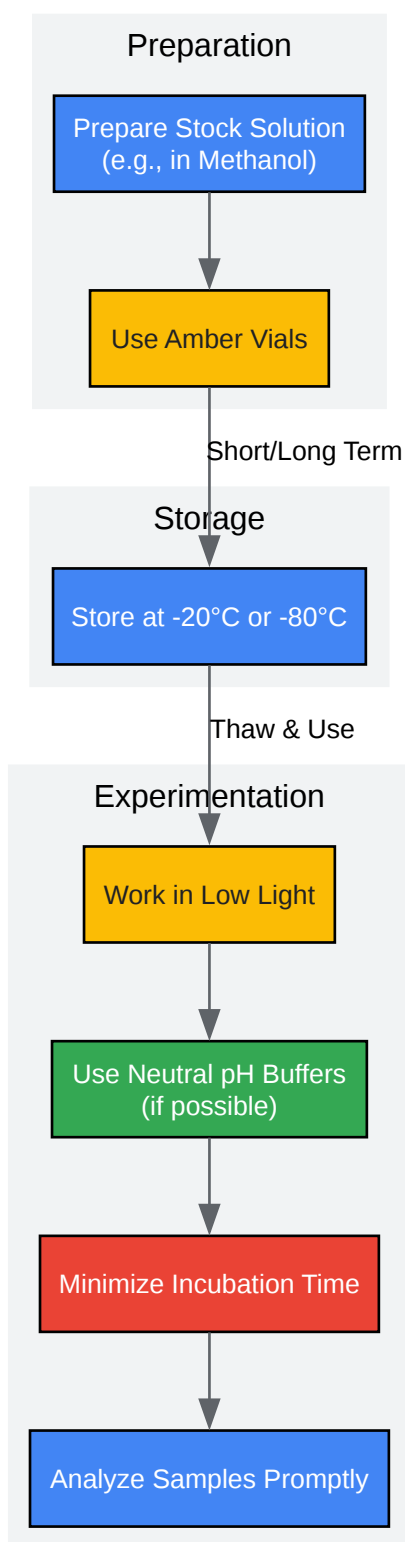 Preparation
Prepare Stock Solution
(e.g., in Methanol)
Use Amber Vials
Short/Long Term
Storage
Store at -20°C or -80°C
Thaw & Use
Experimentation
Work in Low Light
Use Neutral pH Buffers
(if possible)
Minimize Incubation Time
Analyze Samples Promptly